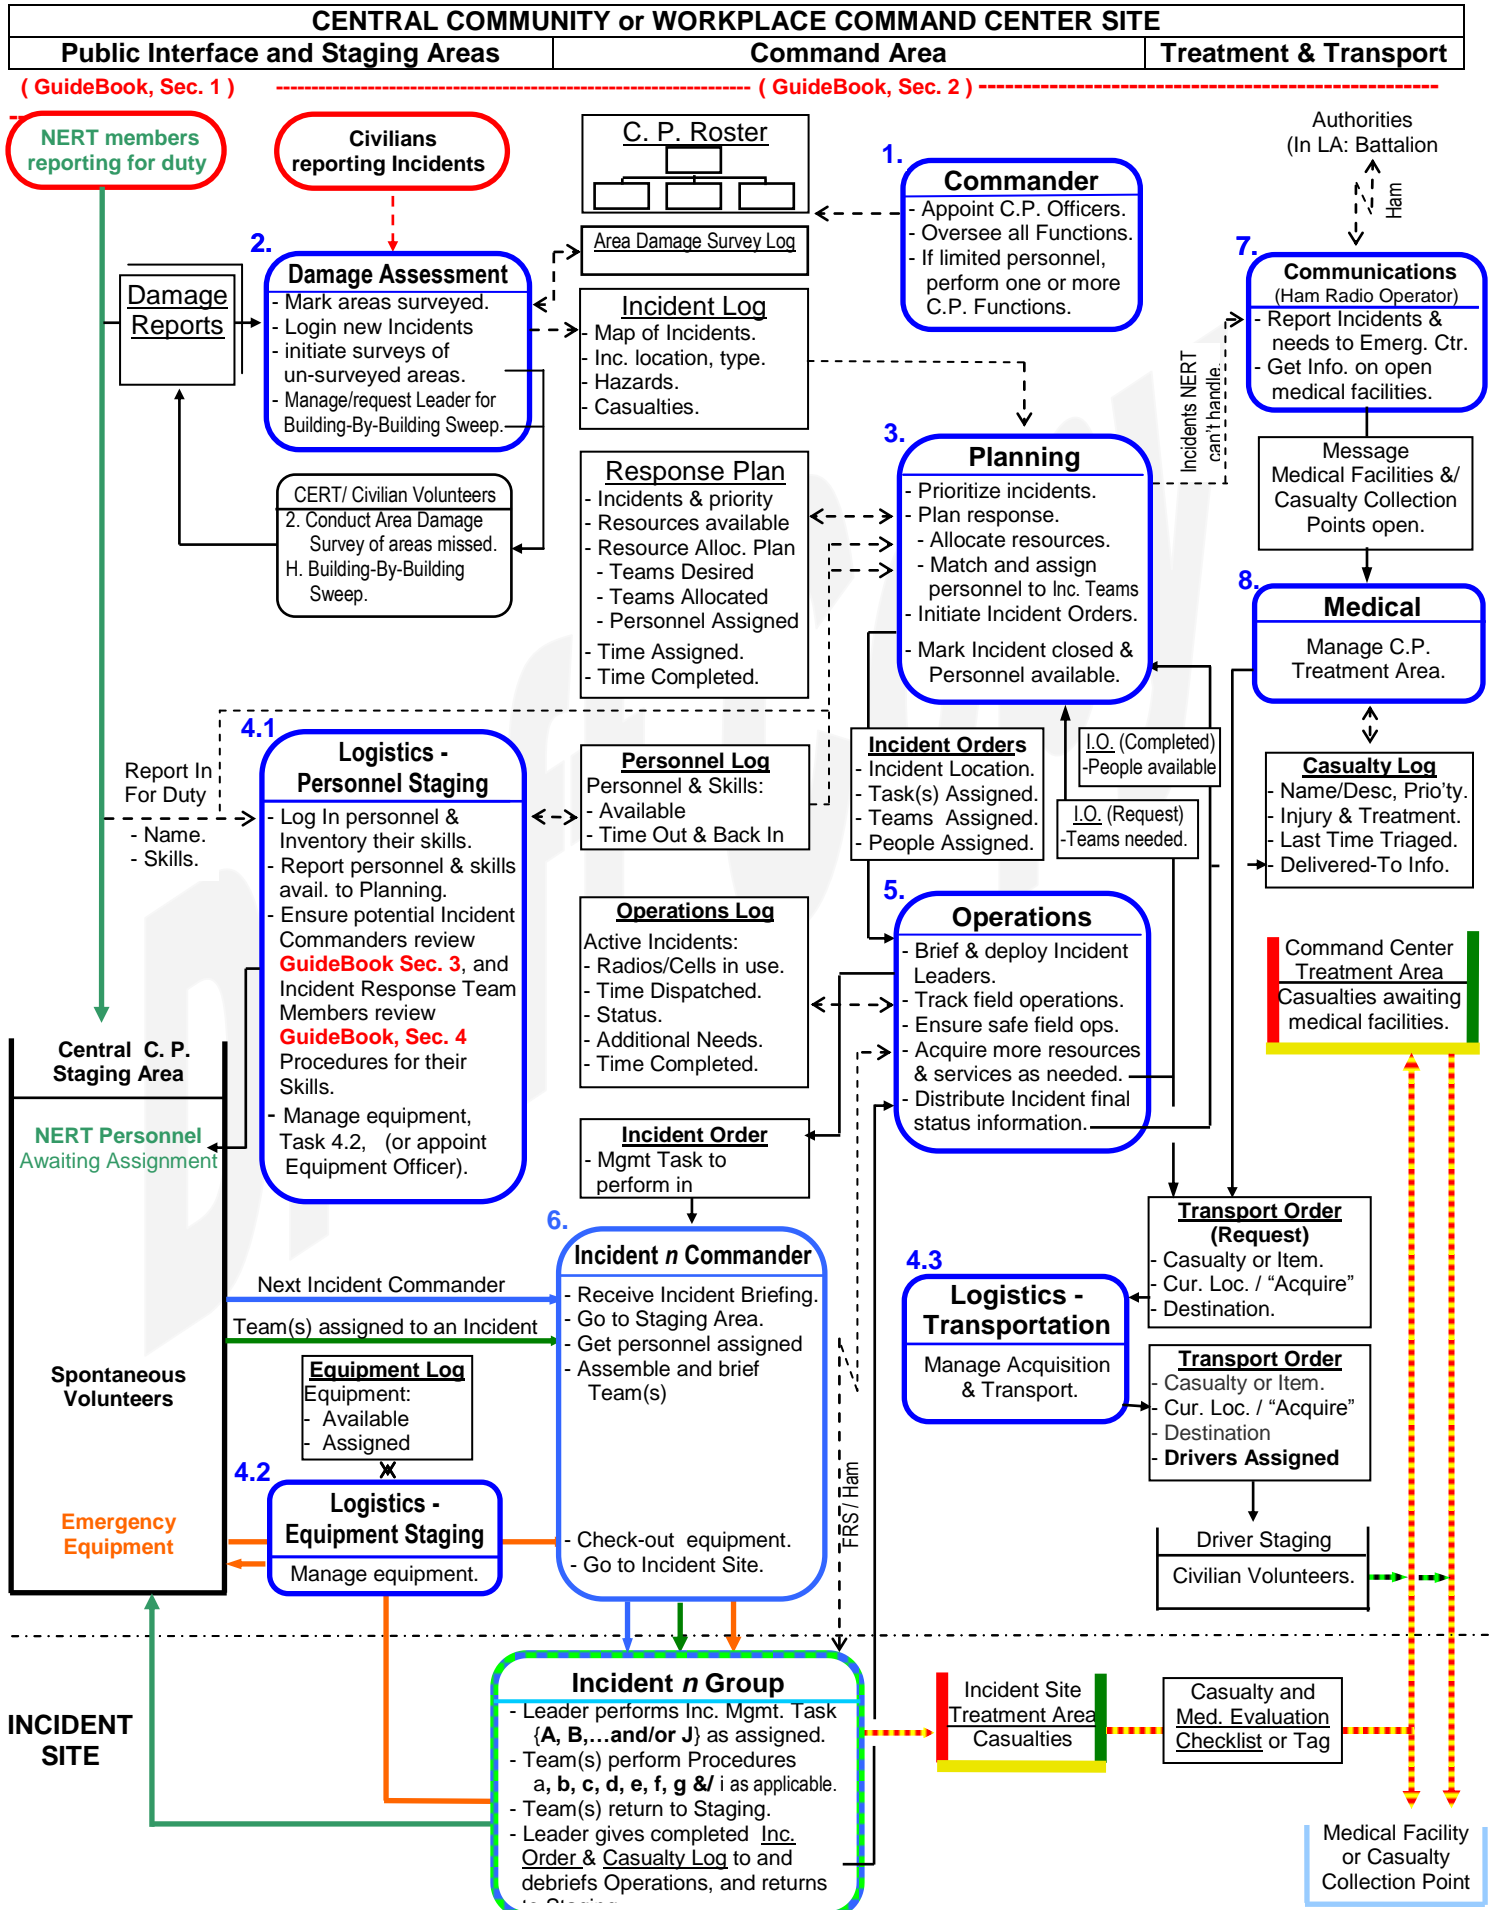 CENTRAL COMMUNITY or WORKPLACE COMMAND CENTER SITE
Public Interface and Staging Areas
Command Area
Treatment & Transport
( GuideBook, Sec. 1 )
( GuideBook, Sec. 2 )
NERT members
reporting for duty
Civilians
reporting Incidents
C. P. Roster
1.
Commander
- Appoint C.P. Officers.
- Oversee all Functions.
- If limited personnel,
perform one or more
C.P. Functions.
Authorities
(In LA: Battalion
Ham
2.
Damage Assessment
- Mark areas surveyed.
- Login new Incidents
- initiate surveys of
un-surveyed areas.
- Manage/request Leader for
Building-By-Building Sweep.
Damage
Reports
Area Damage Survey Log
Incident Log
- Map of Incidents.
- Inc. location, type.
- Hazards.
- Casualties.
7.
Communications
(Ham Radio Operator)
- Report Incidents &
needs to Emerg. Ctr.
- Get Info. on open
medical facilities.
Incidents NERT
can't handle.
CERT/ Civilian Volunteers
2. Conduct Area Damage
Survey of areas missed.
H. Building-By-Building
Sweep.
Response Plan
- Incidents & priority
- Resources available
- Resource Alloc. Plan
- Teams Desired
- Teams Allocated
- Personnel Assigned
- Time Assigned.
- Time Completed.
3.
Planning
- Prioritize incidents.
- Plan response.
- Allocate resources.
- Match and assign
personnel to Inc. Teams
- Initiate Incident Orders.
- Mark Incident closed &
Personnel available.
Message
Medical Facilities &/
Casualty Collection
Points open.
8.
Medical
Manage C.P.
Treatment Area.
4.1
Logistics -
Personnel Staging
- Log In personnel &
Inventory their skills.
- Report personnel & skills
avail. to Planning.
- Ensure potential Incident
Commanders review
GuideBook Sec. 3, and
Incident Response Team
Members review
GuideBook, Sec. 4
Procedures for their
Skills.
- Manage equipment,
Task 4.2, (or appoint
Equipment Officer).
Report In
For Duty
- Name.
- Skills.
Personnel Log
Personnel & Skills:
- Available
- Time Out & Back In
Incident Orders
- Incident Location.
- Task(s) Assigned.
- Teams Assigned.
- People Assigned.
I.O. (Completed)
-People available
I.O. (Request)
-Teams needed.
Casualty Log
- Name/Desc, Prio'ty.
- Injury & Treatment.
- Last Time Triaged.
- Delivered-To Info.
Operations Log
Active Incidents:
- Radios/Cells in use.
- Time Dispatched.
- Status.
- Additional Needs.
- Time Completed.
5.
Operations
- Brief & deploy Incident
Leaders.
- Track field operations.
- Ensure safe field ops.
- Acquire more resources
& services as needed.
- Distribute Incident final
status information.
Command Center
Treatment Area
Casualties awaiting
medical facilities.
Central C. P.
Staging Area
NERT Personnel
Awaiting Assignment
Spontaneous
Volunteers
Emergency
Equipment
Incident Order
- Mgmt Task to
perform in
6.
Incident n Commander
- Receive Incident Briefing.
- Go to Staging Area.
- Get personnel assigned
- Assemble and brief
Team(s)
- Check-out equipment.
- Go to Incident Site.
Next Incident Commander
Team(s) assigned to an Incident
Equipment Log
Equipment:
- Available
- Assigned
4.2
Logistics -
Equipment Staging
Manage equipment.
FRS / Ham
4.3
Logistics -
Transportation
Manage Acquisition
& Transport.
Transport Order
(Request)
- Casualty or Item.
- Cur. Loc. / “Acquire”
- Destination.
Transport Order
- Casualty or Item.
- Cur. Loc. / “Acquire”
- Destination
- Drivers Assigned
Driver Staging
Civilian Volunteers.
INCIDENT
SITE
Incident n Group
- Leader performs Inc. Mgmt. Task
{A, B,…and/or J} as assigned.
- Team(s) perform Procedures
a, b, c, d, e, f, g &/ i as applicable.
- Team(s) return to Staging.
- Leader gives completed Inc.
Order & Casualty Log to and
debriefs Operations, and returns
to Staging
Incident Site
Treatment Area
Casualties
Casualty and
Med. Evaluation
Checklist or Tag
Medical Facility
or Casualty
Collection Point
Draft Copy